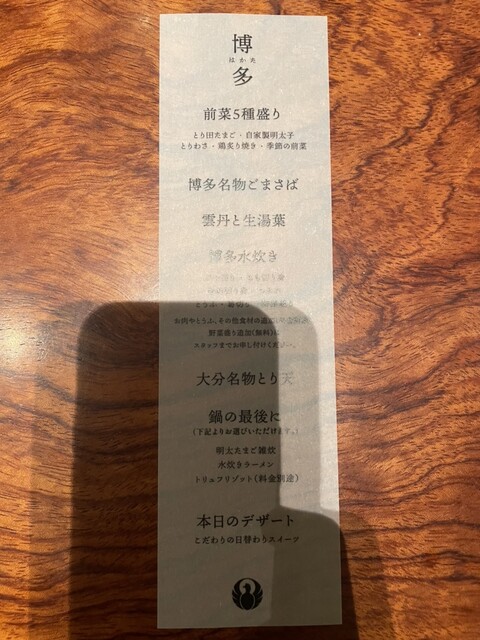 博
はかた
多
前菜5種盛り
とり田たまご・自家製明太子
とりわさ・鶏炙り焼き・季節の前菜
博多名物ごまさば
雲丹と生湯葉
博多水炊き
お肉やとうふ、その他食材の追加
野菜盛り追加(無料)は
スタッフまでお申し付けください。
大分名物とり天
鍋の最後に
(下記よりお選びいただけます。)
明太たまご雑炊
水炊きラーメン
トリュフリゾット(料金別途)
本日のデザート
こだわりの日替わりスイーツ